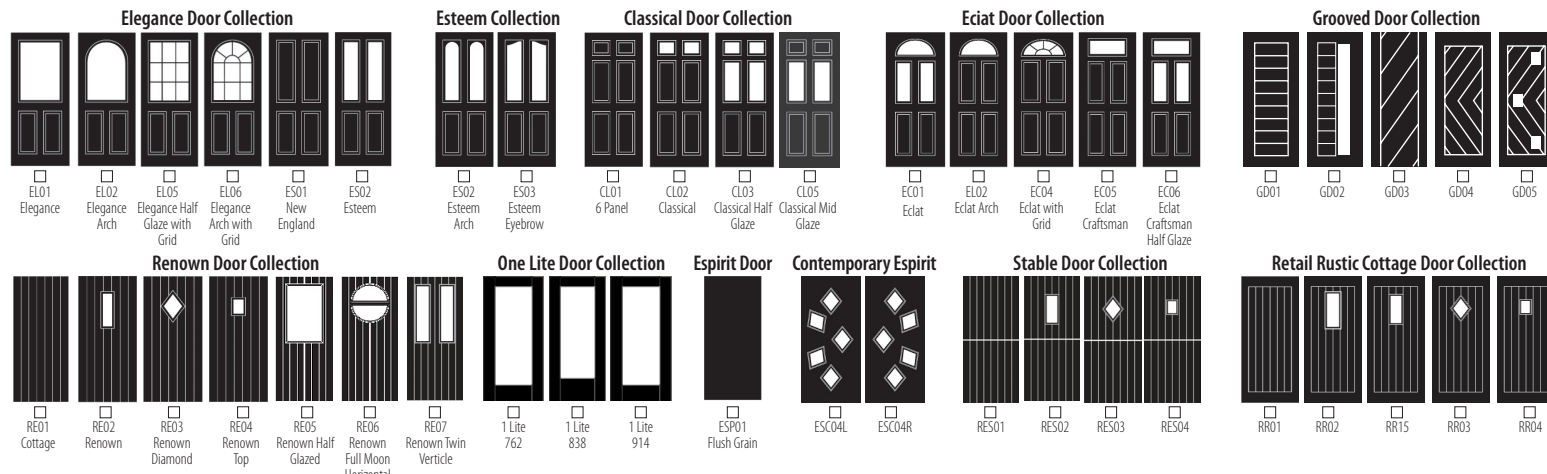 Elegance Door Collection
EL01
Elegance
EL02
Elegance
Arch
EL05
Elegance Half
Glaze with
Grid
EL06
Elegance
Arch with
Grid
ES01
New
England
ES02
Esteem
Esteem Collection
ES02
Esteem
Arch
ES03
Esteem
Eyebrow
Classical Door Collection
CL01
6 Panel
CL02
Classical
CL03
Classical Half
Glaze
CL05
Classical Mid
Glaze
Eciat Door Collection
EC01
Eclat
EL02
Eclat Arch
EC04
Eclat with
Grid
EC05
Eclat
Craftsman
EC06
Eclat
Craftsman
Half Glaze
Grooved Door Collection
GD01
GD02
GD03
GD04
GD05
Renown Door Collection
RE01
Cottage
RE02
Renown
RE03
Renown
Diamond
RE04
Renown
Top
RE05
Renown Half
Glazed
RE06
Renown
Full Moon
Horizontal
RE07
Renown Twin
Verticle
One Lite Door Collection
1 Lite
762
1 Lite
838
1 Lite
914
Espirit Door
ESP01
Flush Grain
Contemporary Espirit
ESC04L
ESC04R
Stable Door Collection
RES01
RES02
RES03
RES04
Retail Rustic Cottage Door Collection
RR01
RR02
RR15
RR03
RR04